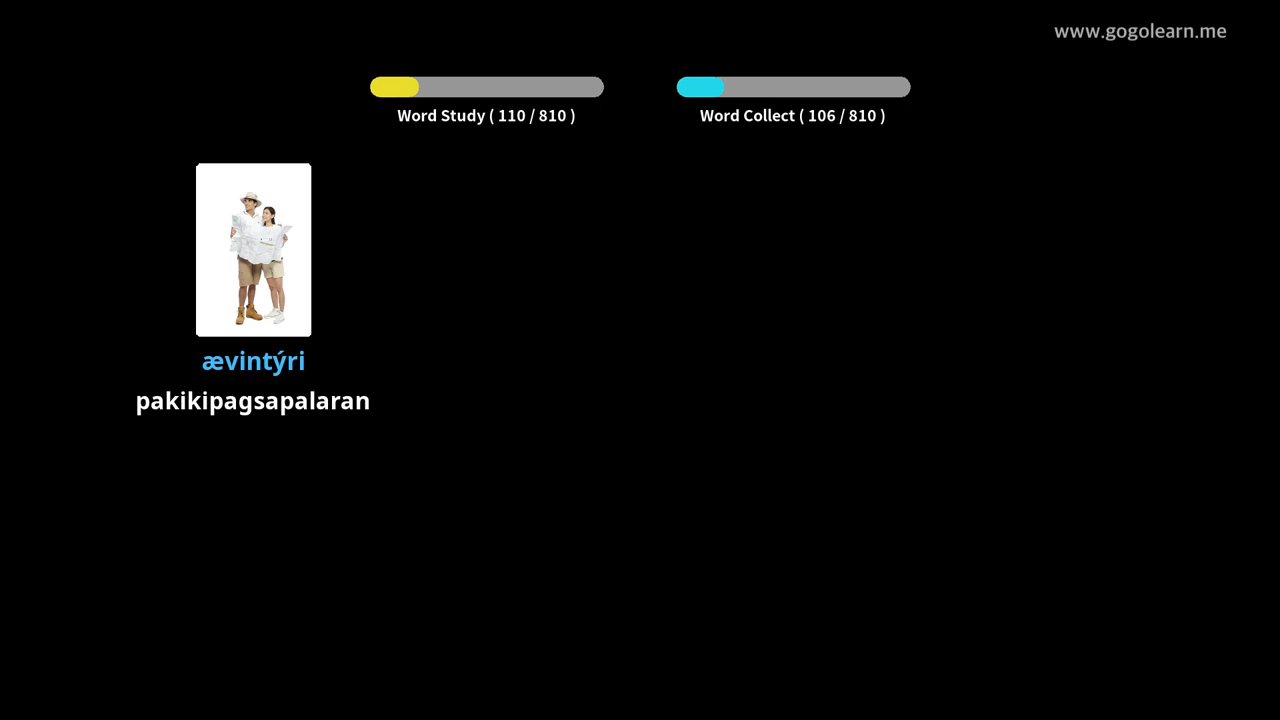 www.gogolearn.me
Word Study ( 110 / 810 )
Word Collect ( 106 / 810 )
ævintýri
pakikipagsapalaran